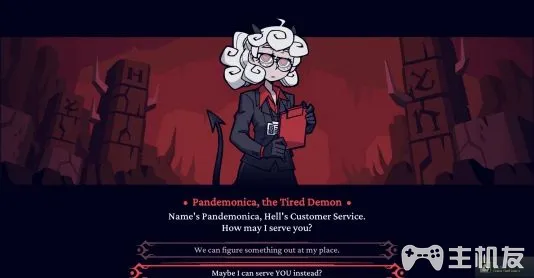 Pandemonica, the Tired Demon
Name's Pandemonica, Hell's Customer Service.
How may I serve you?
We can figure something out at my place.
Maybe I can serve YOU instead?
主机友